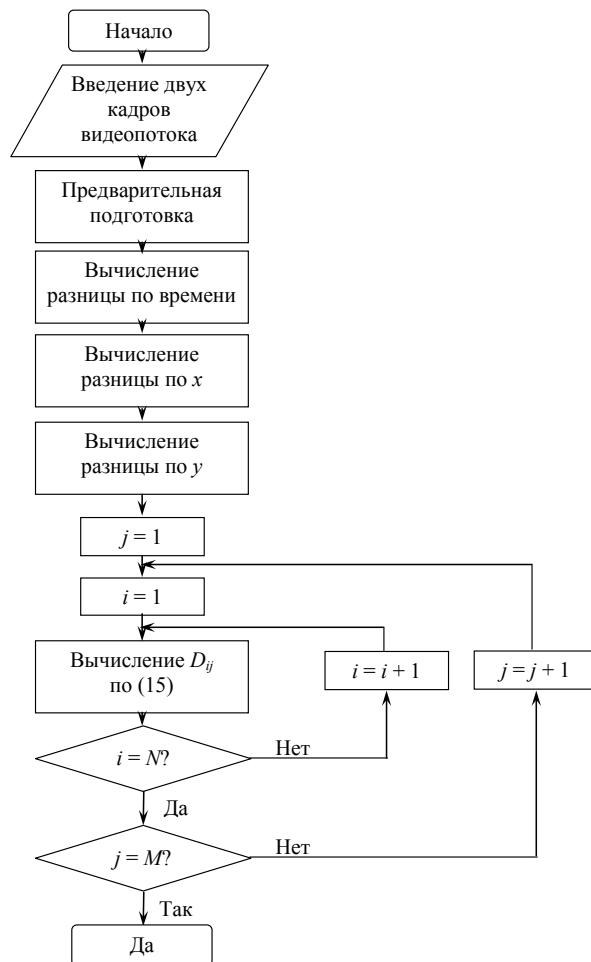 Начало
Введение двух
кадров
видеопотока
Предварительная
подготовка
Вычисление
разницы по времени
Вычисление
разницы по x
Вычисление
разницы по y
j = 1
i = 1
Вычисление Dij
по (15)
i = i + 1
j = j + 1
i = N?
Нет
Да
j = M?
Нет
Так
Да